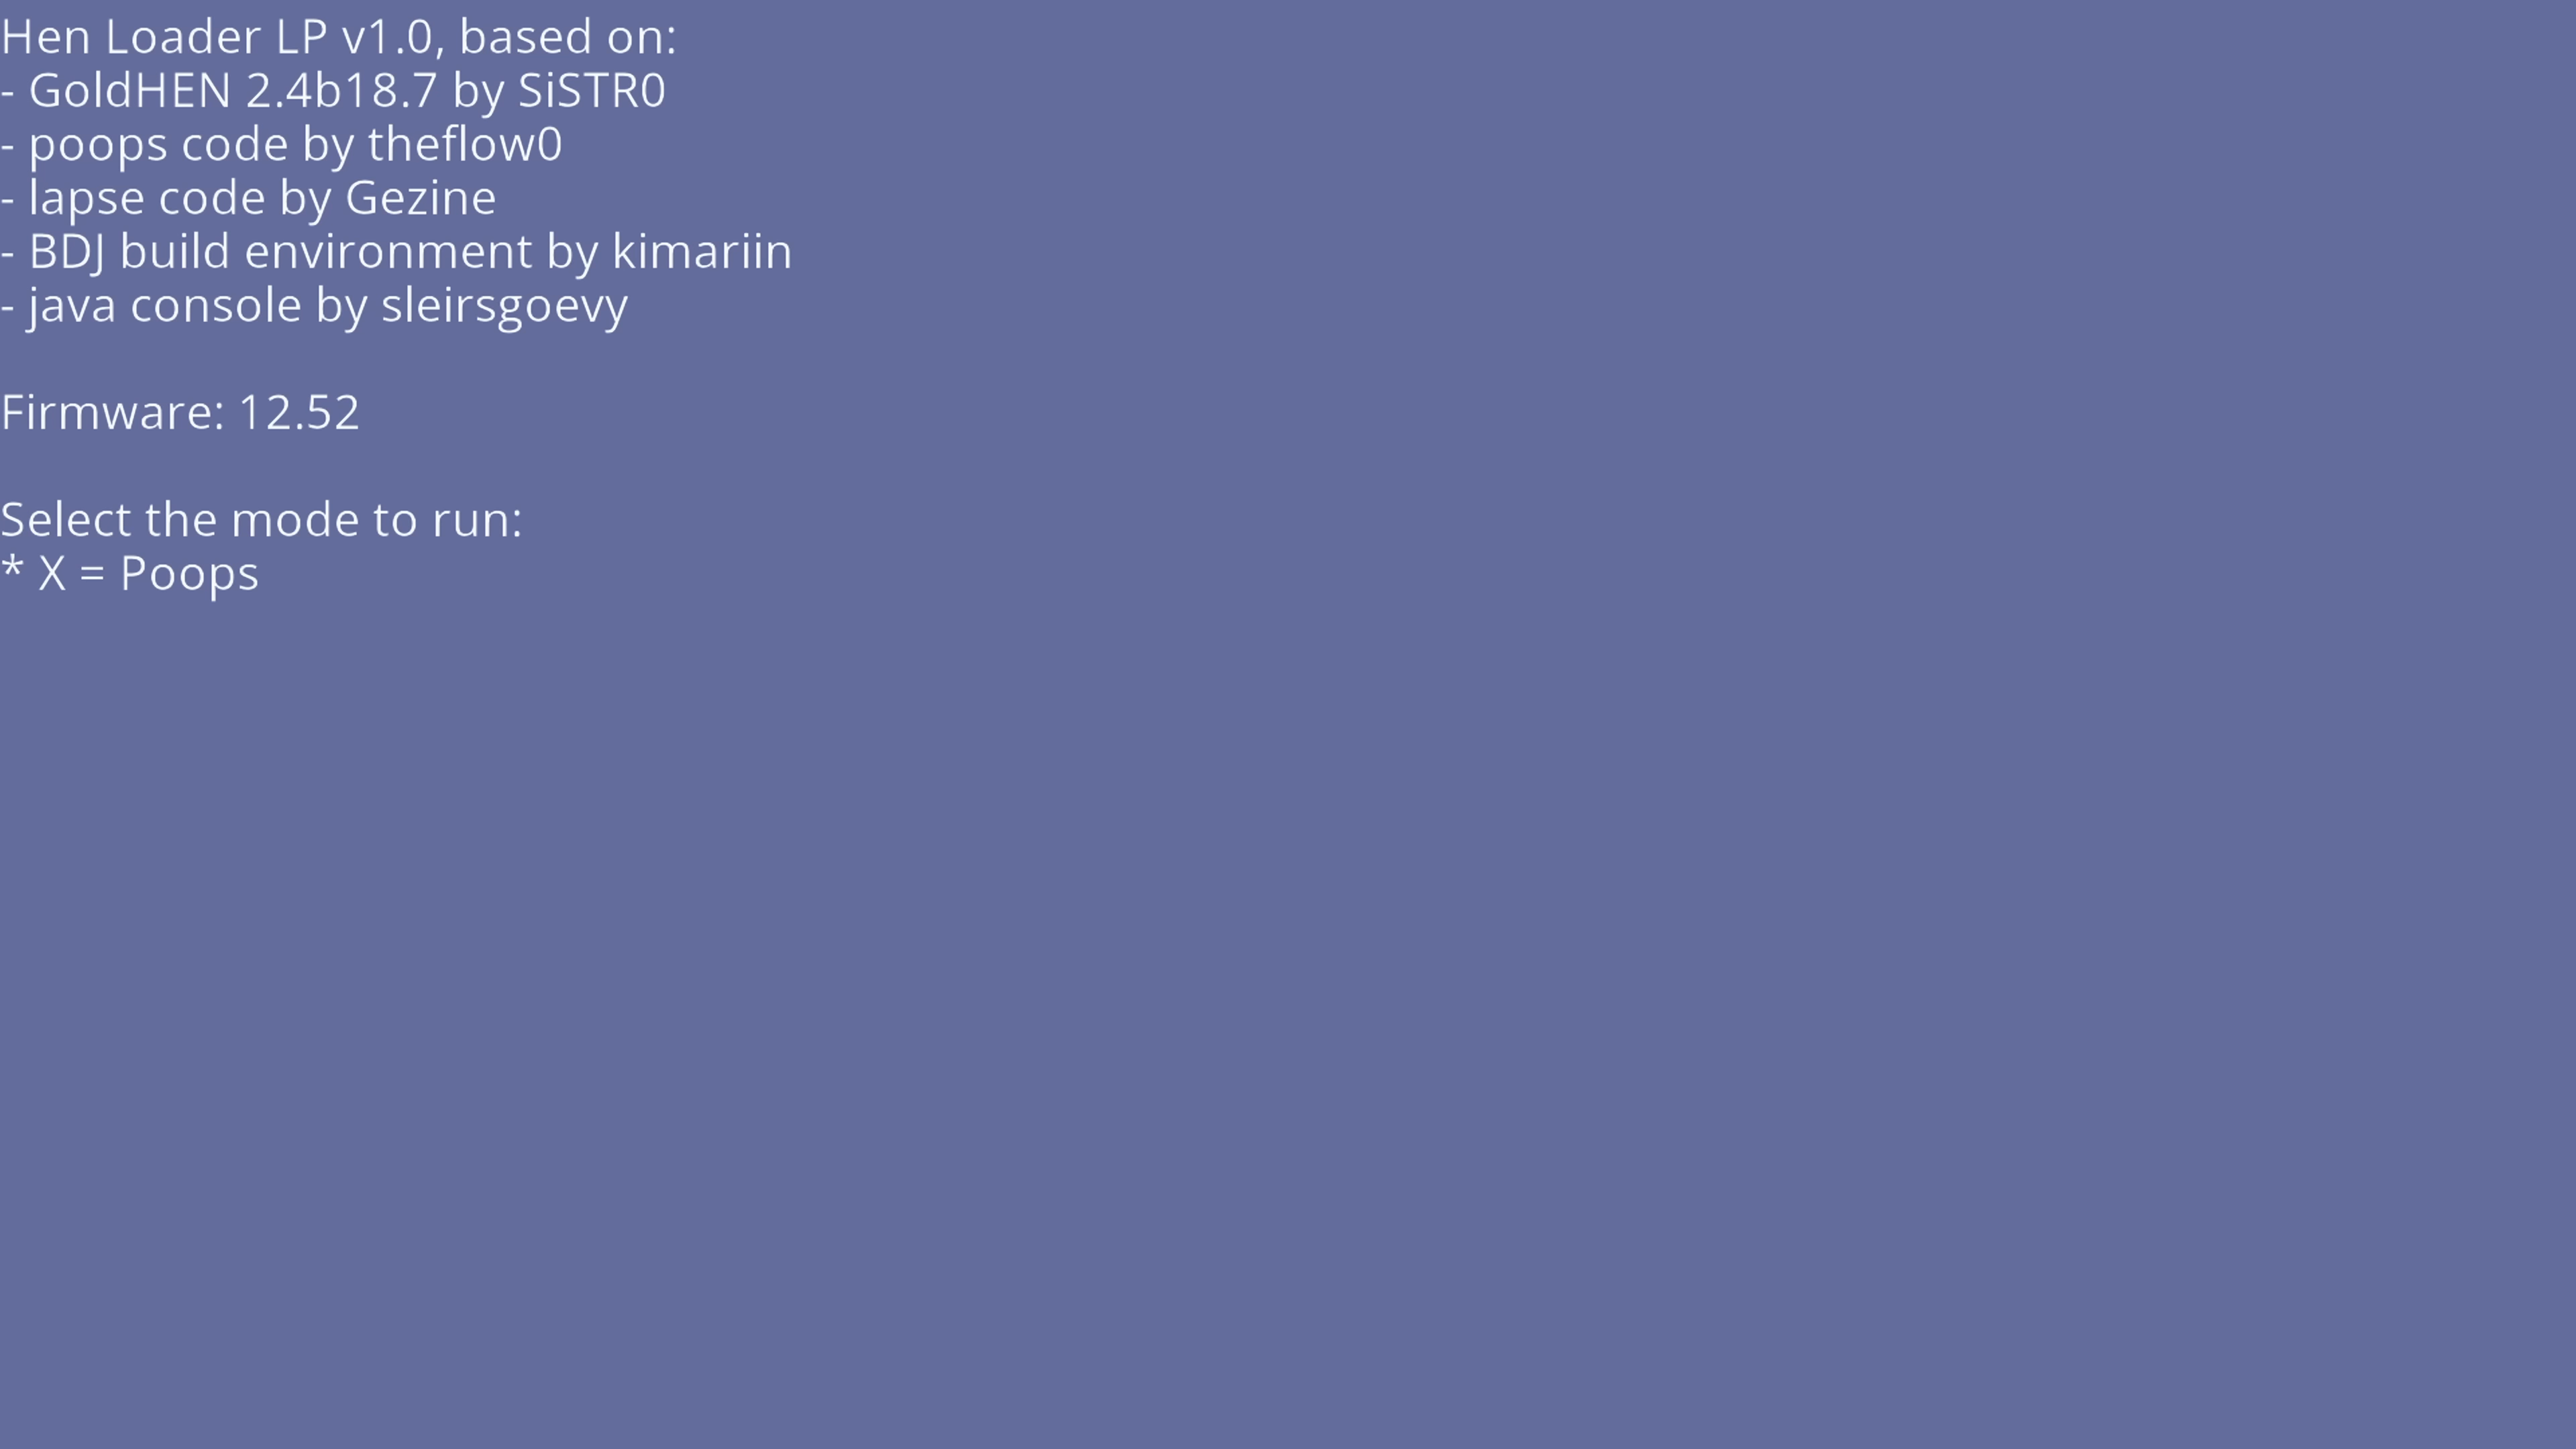 Hen Loader LP v1.0, based on:
- GoldHEN 2.4b18.7 by SiSTR0
- poops code by theflow0
- lapse code by Gezine
- BDJ build environment by kimariin
- java console by sleirsgoevy
Firmware: 12.52
Select the mode to run:
* X = Poops